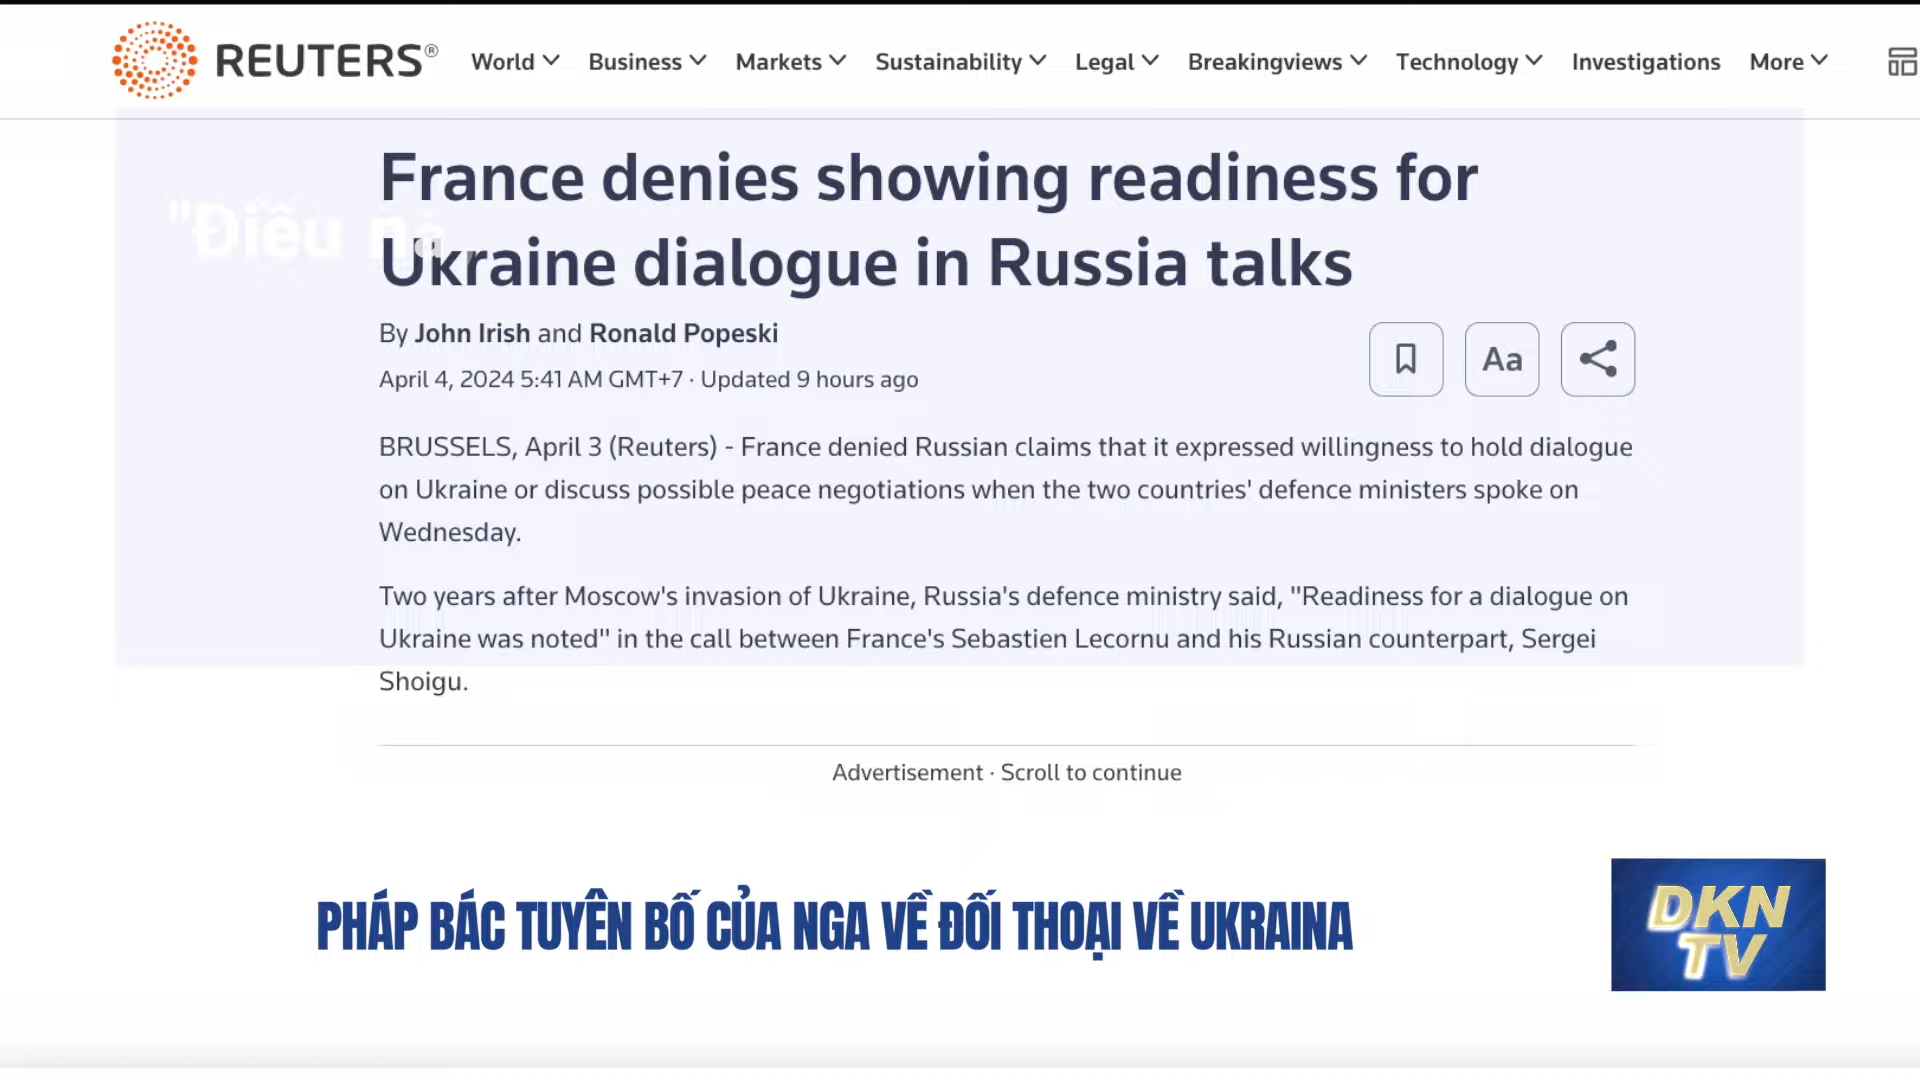 REUTERS®
World Business Markets Sustainability Legal Breakingviews Technology Investigations More
France denies showing readiness for
"Điều
Ukraine dialogue in Russia talks
By John Irish and Ronald Popeski
April 4, 2024 5:41 AM GMT+7 · Updated 9 hours ago
Aa
BRUSSELS, April 3 (Reuters) - France denied Russian claims that it expressed willingness to hold dialogue
on Ukraine or discuss possible peace negotiations when the two countries' defence ministers spoke on
Wednesday.
Two years after Moscow's invasion of Ukraine, Russia's defence ministry said, "Readiness for a dialogue on
Ukraine was noted" in the call between France's Sebastien Lecornu and his Russian counterpart, Sergei
Shoigu.
Advertisement · Scroll to continue
PHÁP BÁC TUYÊN BỐ CỦA NGA VỀ ĐỐI THOẠI VỀ UKRAINA
DKN
TV